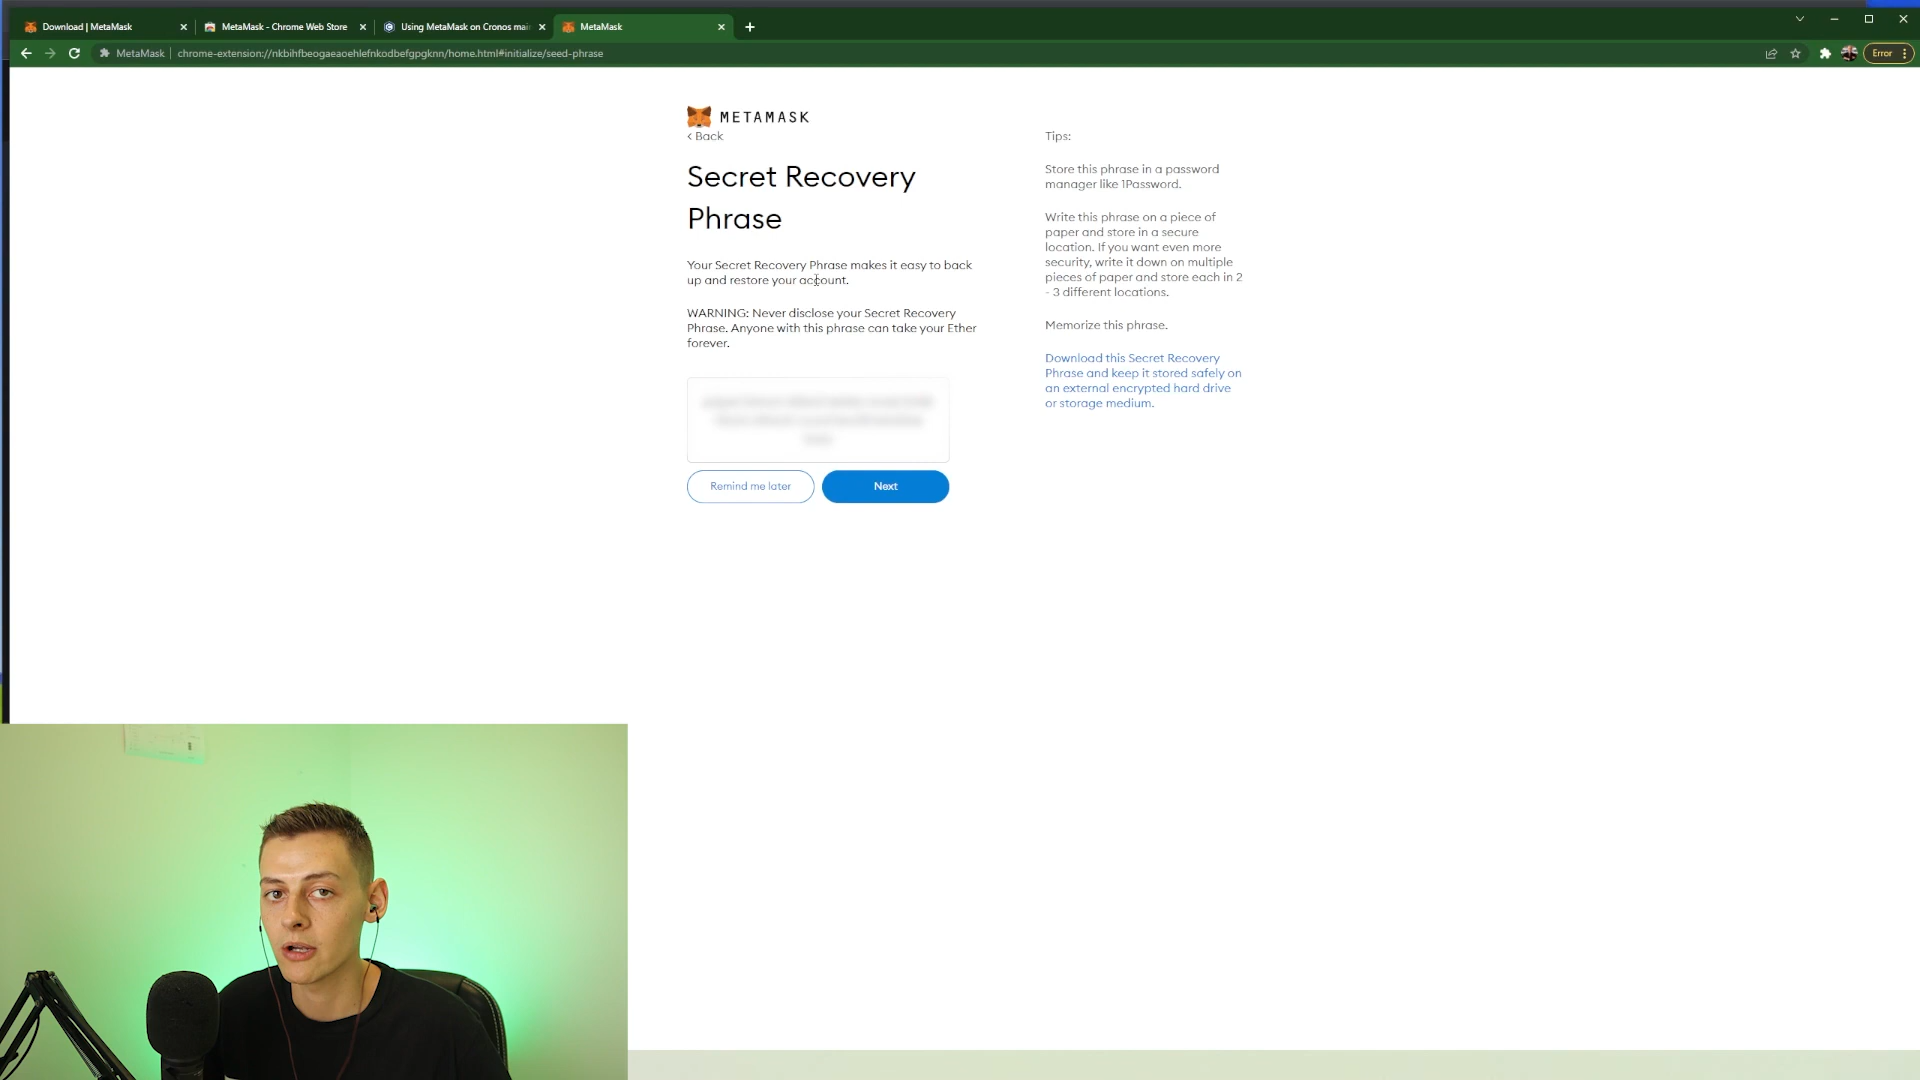 Download | MetaMask
MetaMask - Chrome Web Store
Using MetaMask on Cronos mai
MetaMask
MetaMask
chrome-extension://nkbihfbeogaeaoehlefnkodbefgpgknn/home.html#initialize/seed-phrase
Error
METAMASK
< Back
Secret Recovery
Phrase
Your Secret Recovery Phrase makes it easy to back
up and restore your account.
WARNING: Never disclose your Secret Recovery
Phrase. Anyone with this phrase can take your Ether
forever.
Remind me later
Next
Tips:
Store this phrase in a password
manager like 1Password.
Write this phrase on a piece of
paper and store in a secure
location. If you want even more
security, write it down on multiple
pieces of paper and store each in 2
- 3 different locations.
Memorize this phrase.
Download this Secret Recovery
Phrase and keep it stored safely on
an external encrypted hard drive
or storage medium.